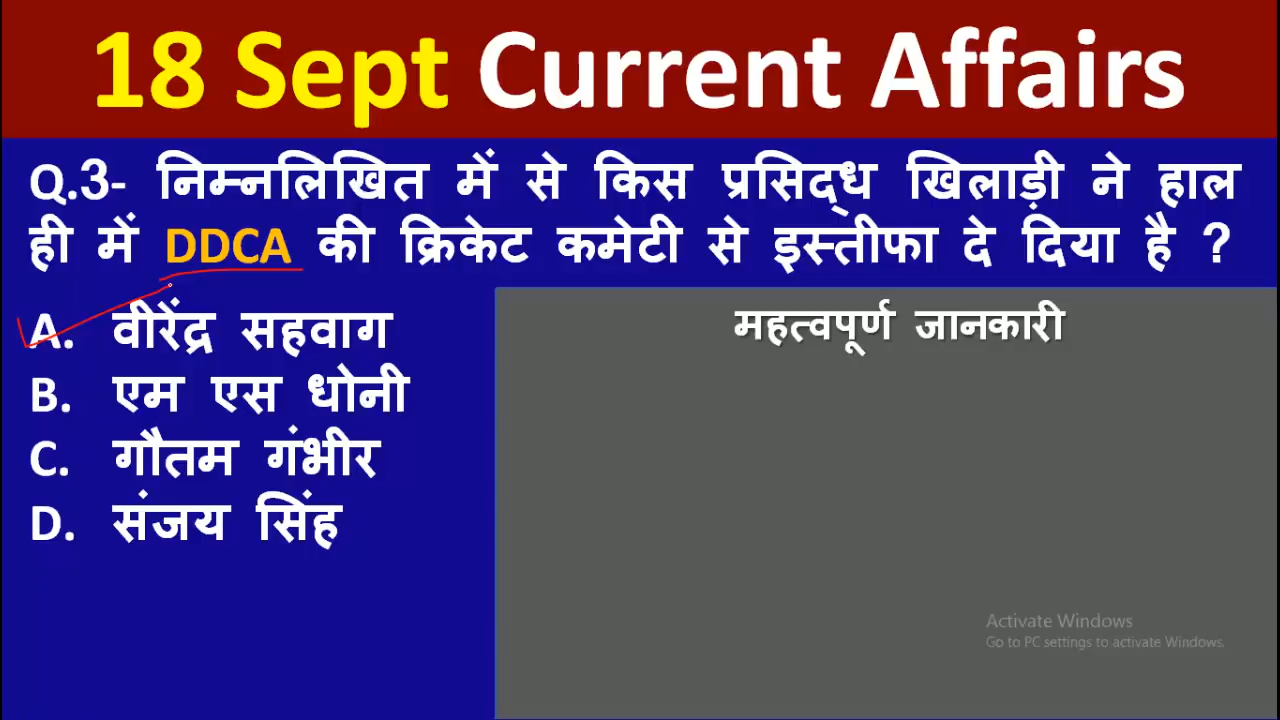 18 Sept Current Affairs
Q.3- निम्नलिखित में से किस प्रसिद्ध खिलाड़ी ने हाल
ही में DDCA की क्रिकेट कमेटी से इस्तीफा दे दिया है ?
A. वीरेंद्र सहवाग
B. एम एस धोनी
C. गौतम गंभीर
D. संजय सिंह
महत्वपूर्ण जानकारी
Activate Windows
Go to PC settings to activate Windows.